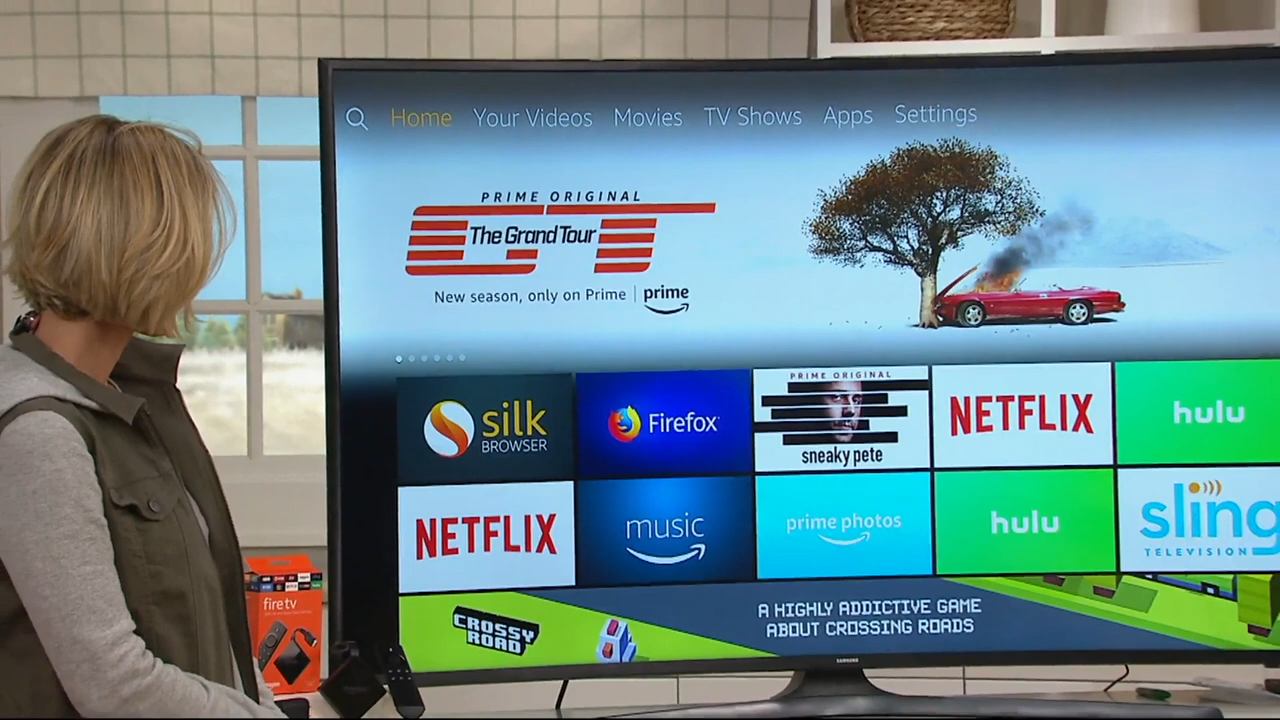 Home Your Videos Movies TV Shows Apps Settings
PRIME ORIGINAL
The Grand Tour
New season, only on Prime | prime
silk
BROWSER
Firefox
PRIME ORIGINAL
sneaky pete
NETFLIX
hulu
NETFLIX
music
prime photos
hulu
sling
TELEVISION
fire tv
CROSSY
ROAD
A HIGHLY ADDICTIVE GAME
ABOUT CROSSING ROADS
SAMSUNG